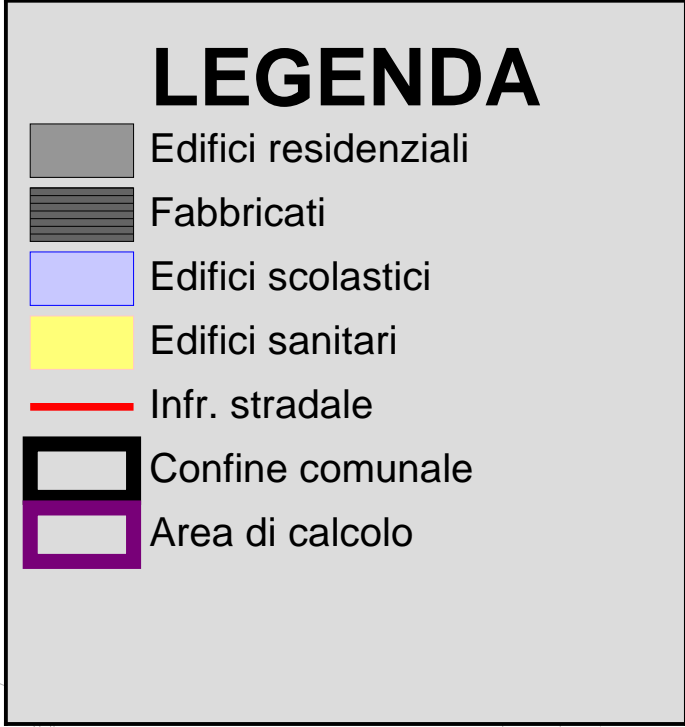 LEGENDA
Edifici residenziali
Fabbricati
Edifici scolastici
Edifici sanitari
Infr. stradale
Confine comunale
Area di calcolo